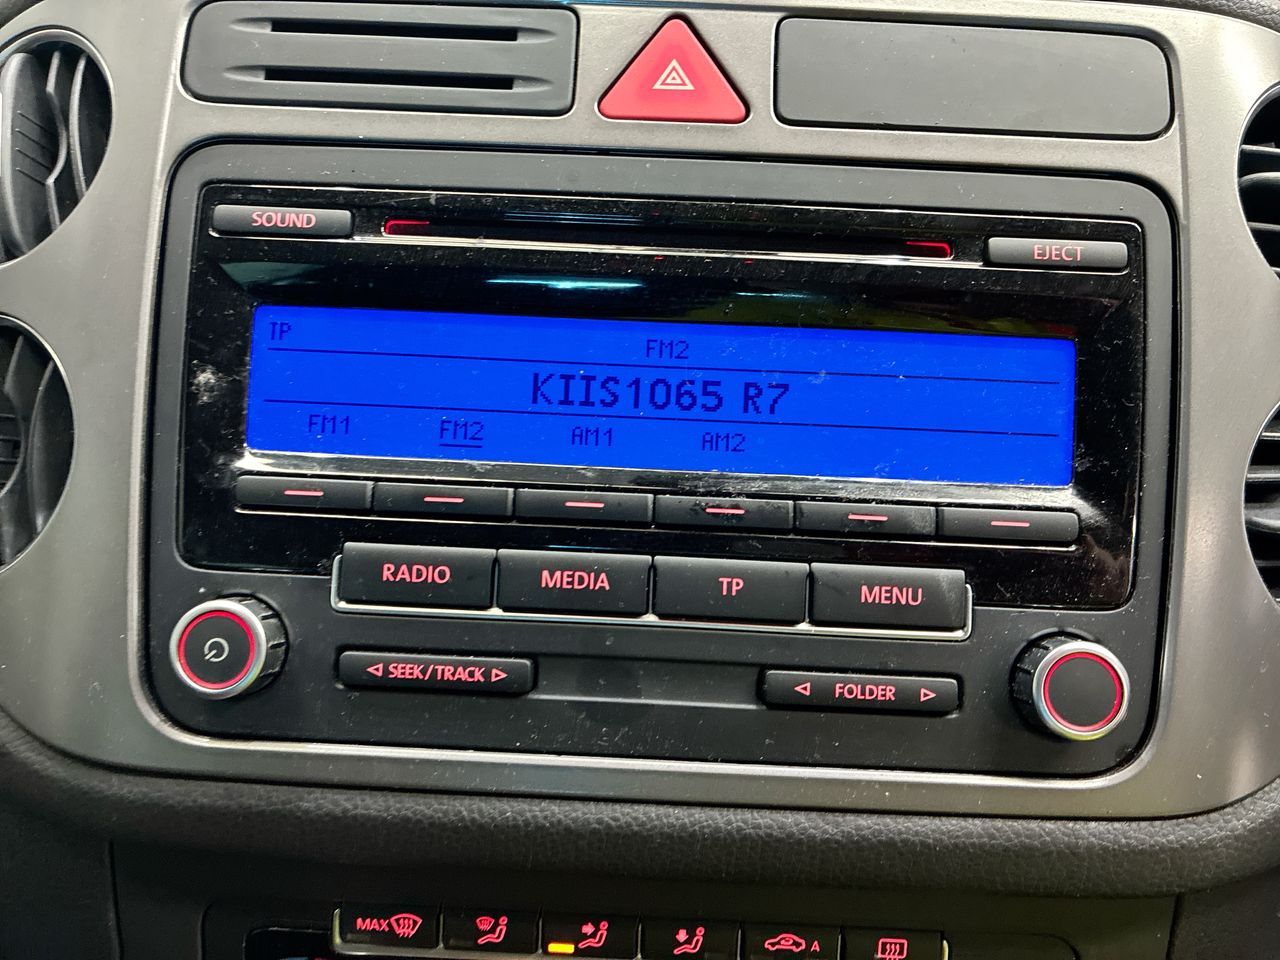 SOUND
EJECT
TP
FM2
KIIS1065 R7
FM1 FM2 AM1 AM2
RADIO MEDIA TP MENU
◁ SEEK/TRACK ▷
◁ FOLDER ▷
MAX
A